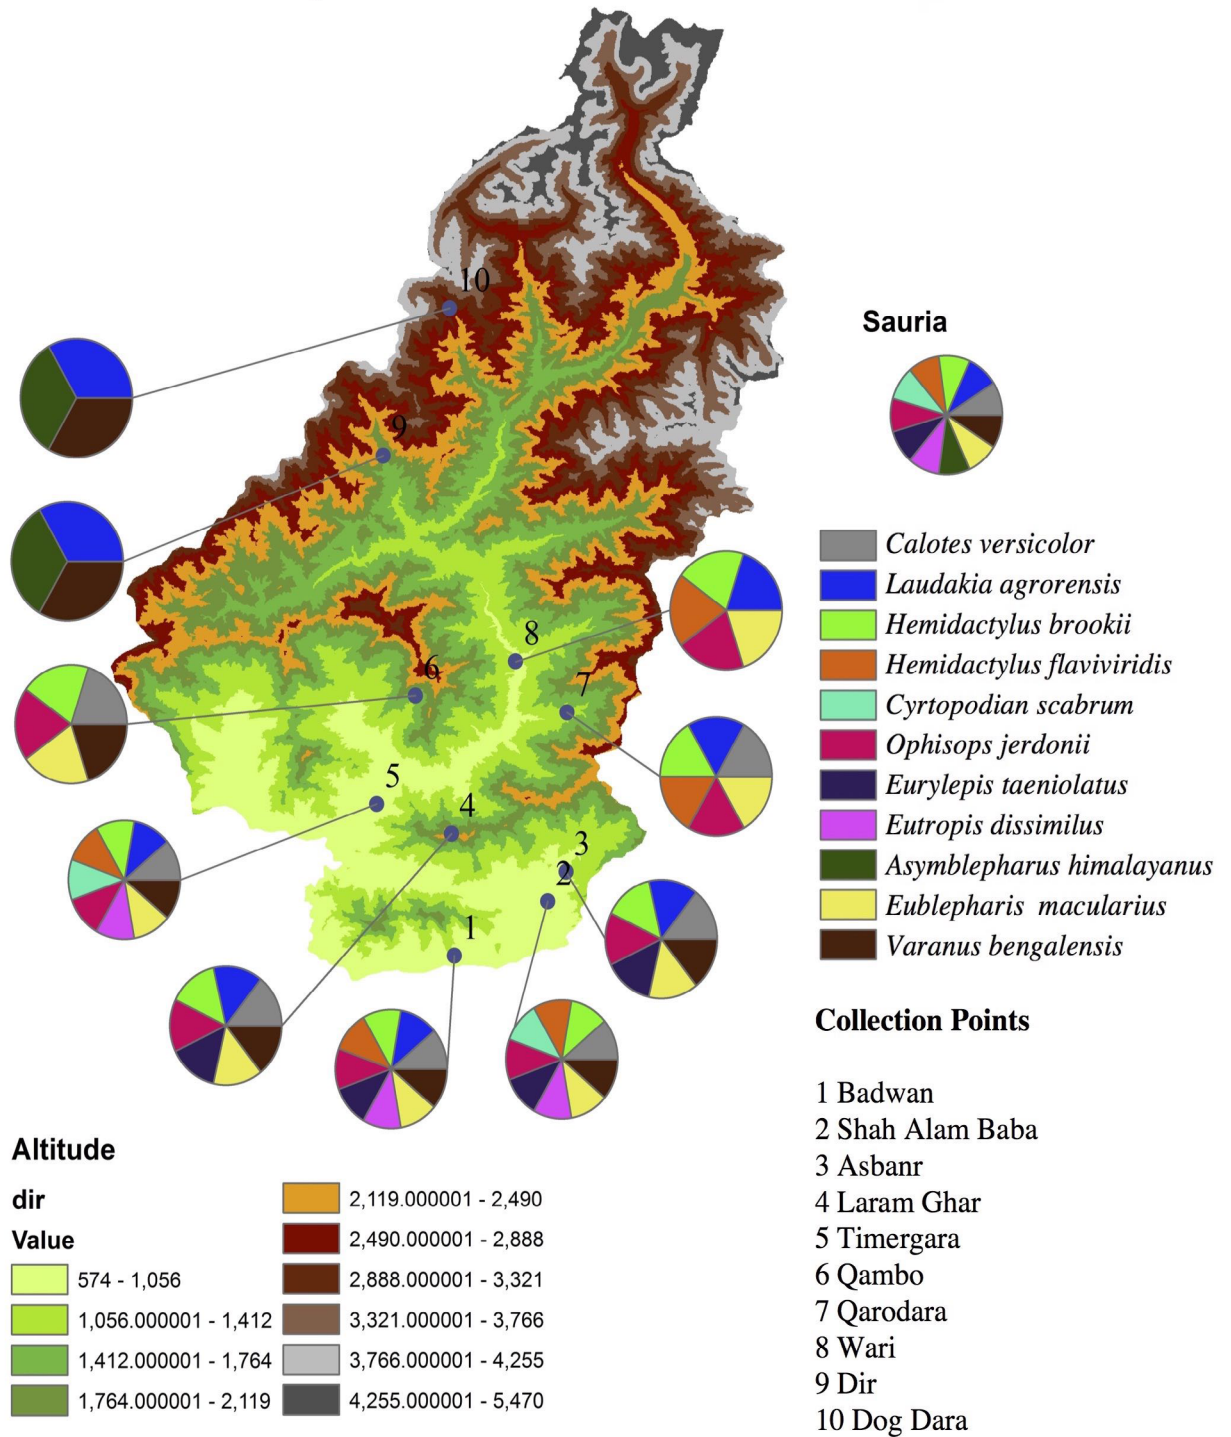 10
9
8
6
7
5
4
3
2
1
Sauria
Calotes versicolor
Laudakia agrorensis
Hemidactylus brookii
Hemidactylus flaviviridis
Cyrtopodian scabrum
Ophisops jerdonii
Eurylepis taeniolatus
Eutropis dissimilus
Asymblepharus himalayanus
Eublepharis macularius
Varanus bengalensis
Collection Points
1 Badwan
2 Shah Alam Baba
3 Asbanr
4 Laram Ghar
5 Timergara
6 Qambo
7 Qarodara
8 Wari
9 Dir
10 Dog Dara
Altitude
dir
Value
574 - 1,056
1,056.000001 - 1,412
1,412.000001 - 1,764
1,764.000001 - 2,119
2,119.000001 - 2,490
2,490.000001 - 2,888
2,888.000001 - 3,321
3,321.000001 - 3,766
3,766.000001 - 4,255
4,255.000001 - 5,470